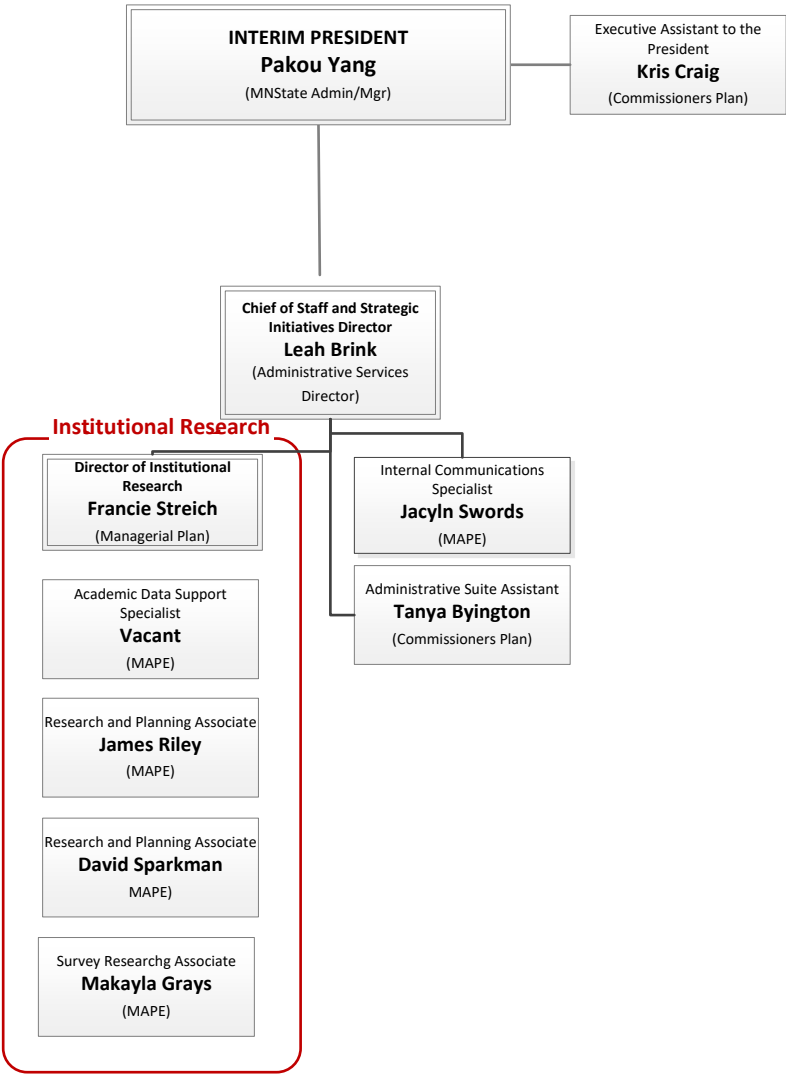 INTERIM PRESIDENT
Pakou Yang
(MNState Admin/Mgr)
Executive Assistant to the
President
Kris Craig
(Commissioners Plan)
Chief of Staff and Strategic
Initiatives Director
Leah Brink
(Administrative Services
Director)
Institutional Research
Director of Institutional
Research
Francie Streich
(Managerial Plan)
Internal Communications
Specialist
Jacyln Swords
(MAPE)
Academic Data Support
Specialist
Vacant
(MAPE)
Administrative Suite Assistant
Tanya Byington
(Commissioners Plan)
Research and Planning Associate
James Riley
(MAPE)
Research and Planning Associate
David Sparkman
MAPE)
Survey Researchg Associate
Makayla Grays
(MAPE)